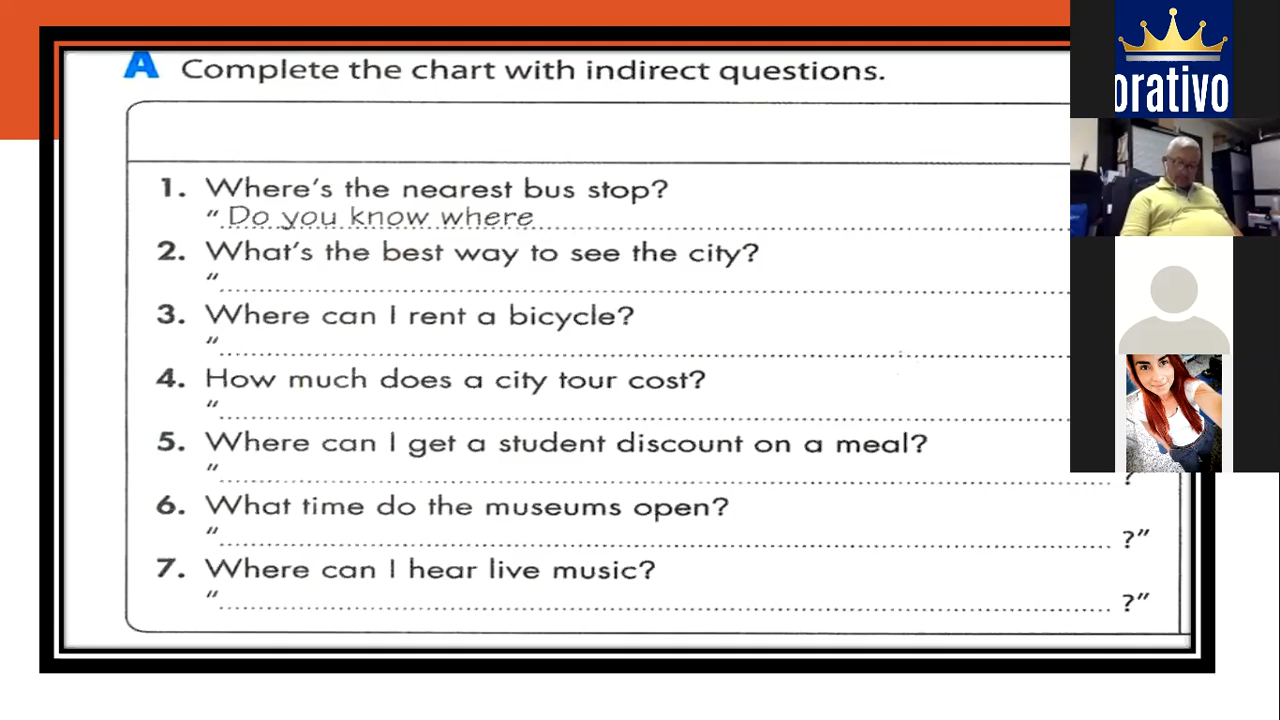 A Complete the chart with indirect questions.
1. Where's the nearest bus stop?
" Do you know where
2. What's the best way to see the city?
"
3. Where can I rent a bicycle?
"
4. How much does a city tour cost?
"
5. Where can I get a student discount on a meal?
" ?
6. What time do the museums open?
" ?"
7. Where can I hear live music?
" ?"
orativo